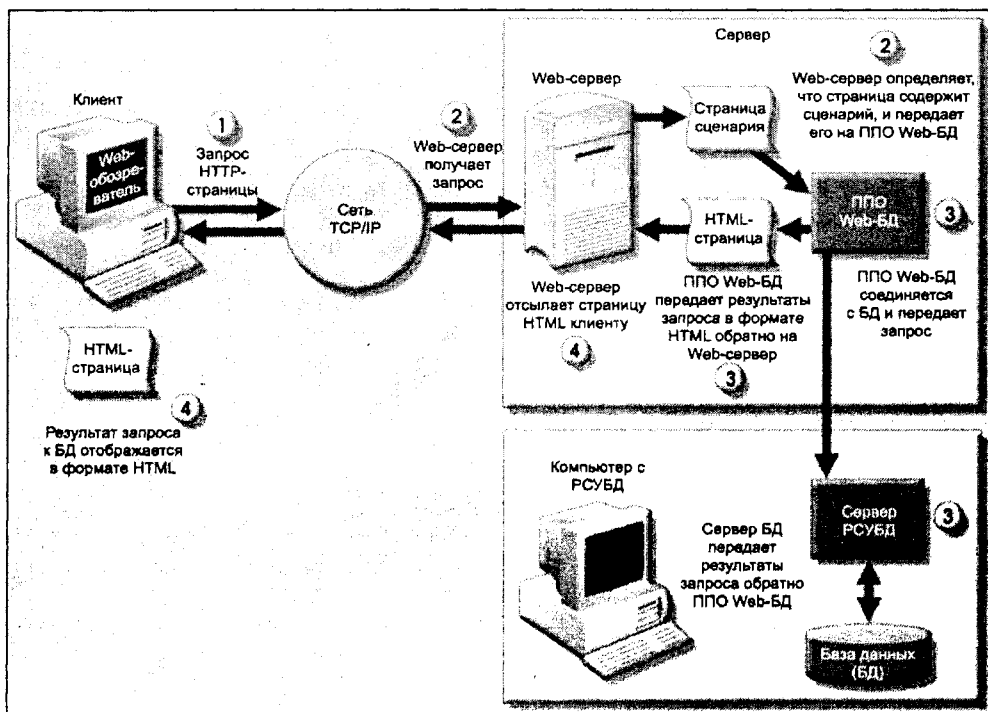 Клиент
Web-
обозре-
ватель
1
Запрос
HTTP-
страницы
Сеть
TCP/IP
2
Web-сервер
получает
запрос
HTML-
страница
4
Результат запроса
к БД отображается
в формате HTML
Сервер
Web-сервер
Страница
сценария
2
Web-сервер определяет,
что страница содержит
сценарий, и передает
его на ППО Web-БД
ППО
Web-БД
3
HTML-
страница
Web-сервер
отсылает страницу
HTML клиенту
4
ППО Web-БД
передает результаты
запроса в формате
HTML обратно на
Web-сервер
3
ППО Web-БД
соединяется
с БД и передает
запрос
Компьютер с
РСУБД
Сервер БД
передает
результаты
запроса обратно
ППО Web-БД
Сервер
РСУБД
3
База данных
(БД)